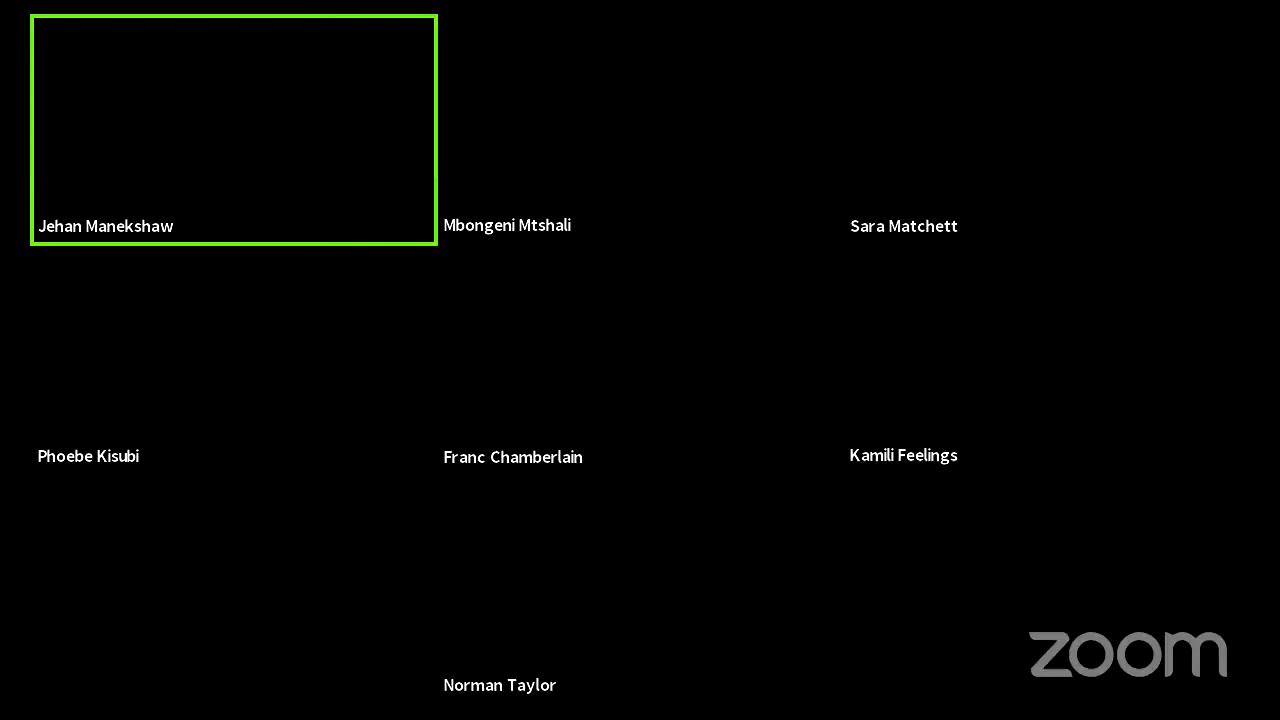 Jehan Manekshaw
Mbongeni Mtshali
Sara Matchett
Phoebe Kisubi
Franc Chamberlain
Kamili Feelings
Norman Taylor
zoom